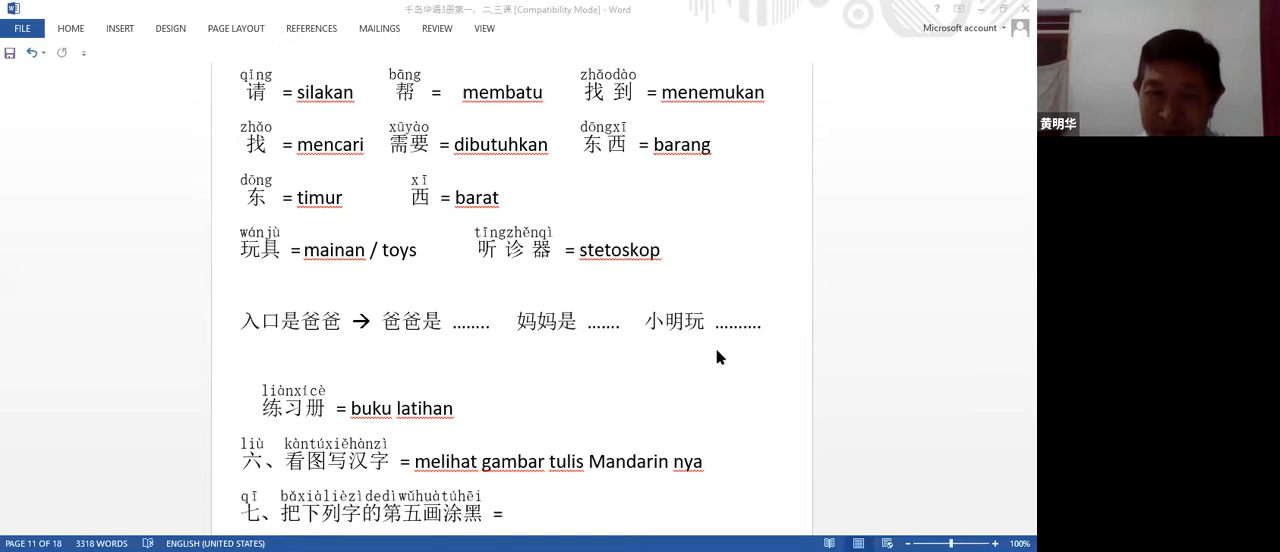 千岛华语3册第一、二,三课 [Compatibility Mode] - Word
FILE HOME INSERT DESIGN PAGE LAYOUT REFERENCES MAILINGS REVIEW VIEW Microsoft account
qǐng bāng zhǎodào
请 = silakan 帮 = membatu 找到 = menemukan
zhǎo xūyào dōngxī
找 = mencari 需要 = dibutuhkan 东西 = barang
dōng xī
东 = timur 西 = barat
wánjù tīngzhěnqì
玩具 = mainan / toys 听诊器 = stetoskop
入口是爸爸 → 爸爸是 …….. 妈妈是 ……. 小明玩 ……….
liànxícè
练习册 = buku latihan
liù kàntúxiěhànzì
六、看图写汉字 = melihat gambar tulis Mandarin nya
qī bǎxiàlièzìdedìwǔhuàtúhēi
七、把下列字的第五画涂黑 =
PAGE 11 OF 18 3318 WORDS ENGLISH (UNITED STATES) 100%
黄明华